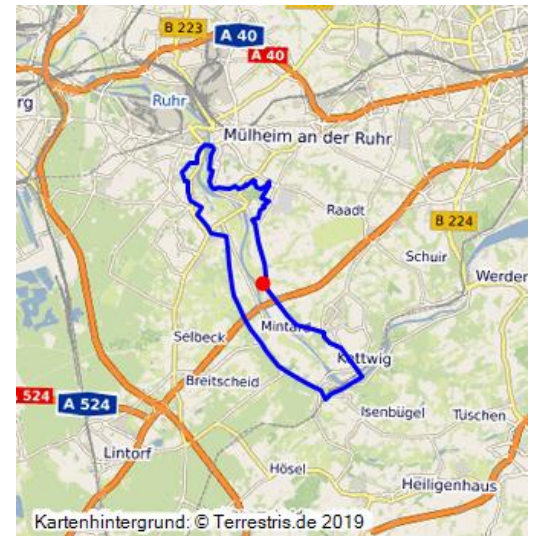 B 223
A 40
A 40
rg
Ruhr
Mülheim an der Ruhr
Raadt
B 224
Schuir
Werden
Mintard
Selbeck
Kettwig
Breitscheid
524
A 524
Isenbügel
Tüschen
Lintorf
Hösel
Heiligenhaus
Kartenhintergrund: © Terrestris.de 2019